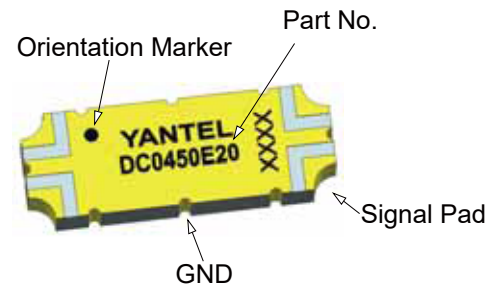 Part No.
Orientation Marker
YANTEL
DC0450E20
XXXX
Signal Pad
GND